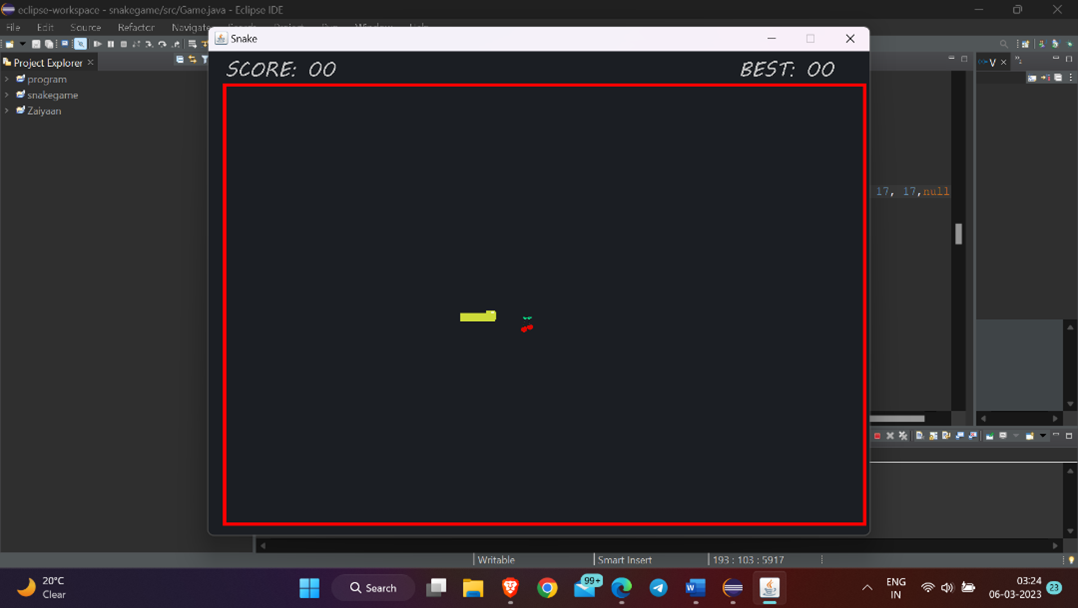 eclipse-workspace - snakegame/src/Game.java - Eclipse IDE
File Edit Source Refactor Navigate
Snake
Project Explorer
SCORE: 00
BEST: 00
program
snakegame
Zaiyaan
17, 17,null
Writable
Smart Insert
193 : 103 : 5917
20°C
Clear
Search
99+
ENG
IN
03:24
06-03-2023
23